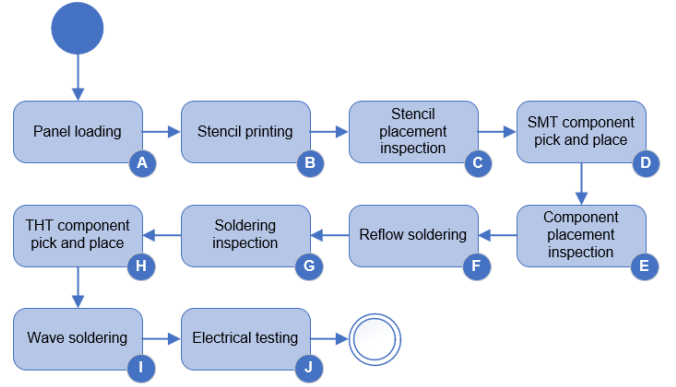 Panel loading
A
Stencil printing
B
Stencil
placement
inspection
C
SMT component
pick and place
D
Component
placement
inspection
E
Reflow soldering
F
Soldering
inspection
G
THT component
pick and place
H
Wave soldering
I
Electrical testing
J